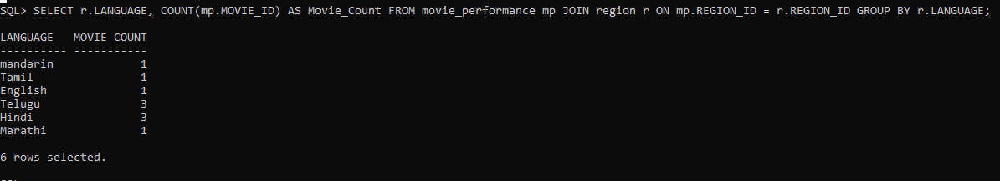 SQL> SELECT r.LANGUAGE, COUNT(mp.MOVIE_ID) AS Movie_Count FROM movie_performance mp JOIN region r ON mp.REGION_ID = r.REGION_ID GROUP BY r.LANGUAGE;
LANGUAGE   MOVIE_COUNT
---------- -----------
mandarin             1
Tamil                1
English              1
Telugu               3
Hindi                3
Marathi              1
6 rows selected.